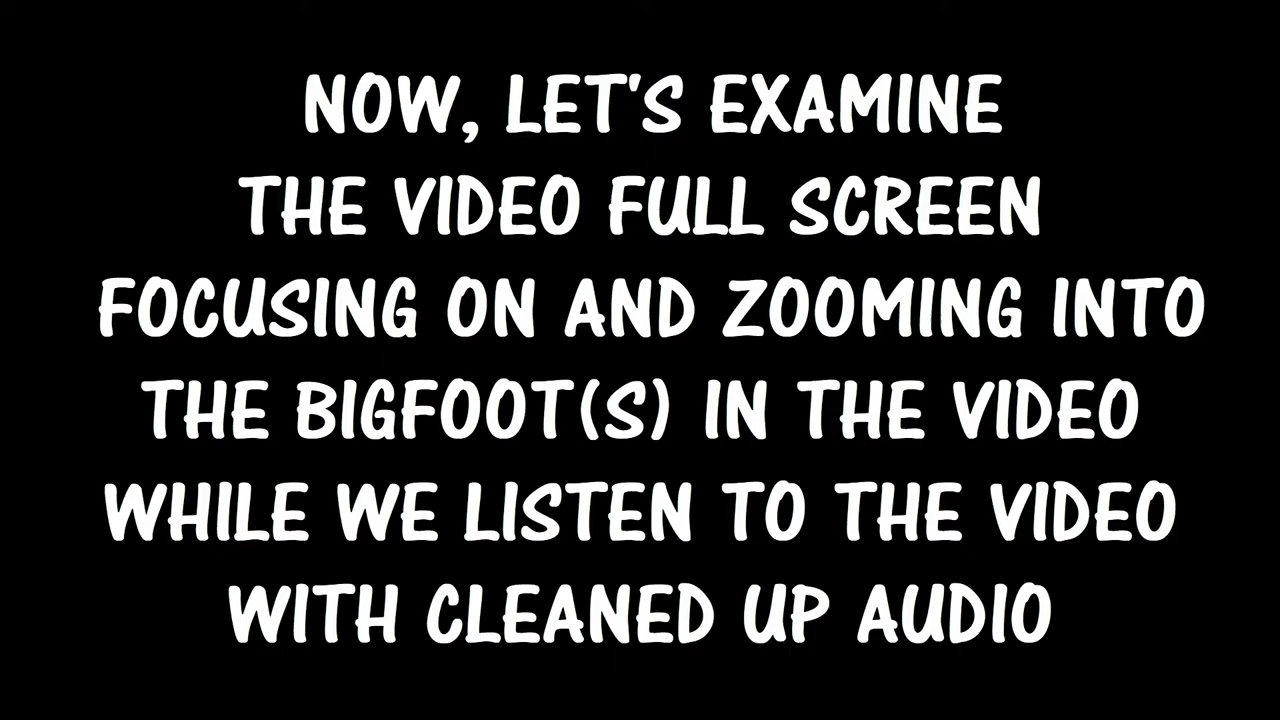 NOW, LET'S EXAMINE
THE VIDEO FULL SCREEN
FOCUSING ON AND ZOOMING INTO
THE BIGFOOT(S) IN THE VIDEO
WHILE WE LISTEN TO THE VIDEO
WITH CLEANED UP AUDIO